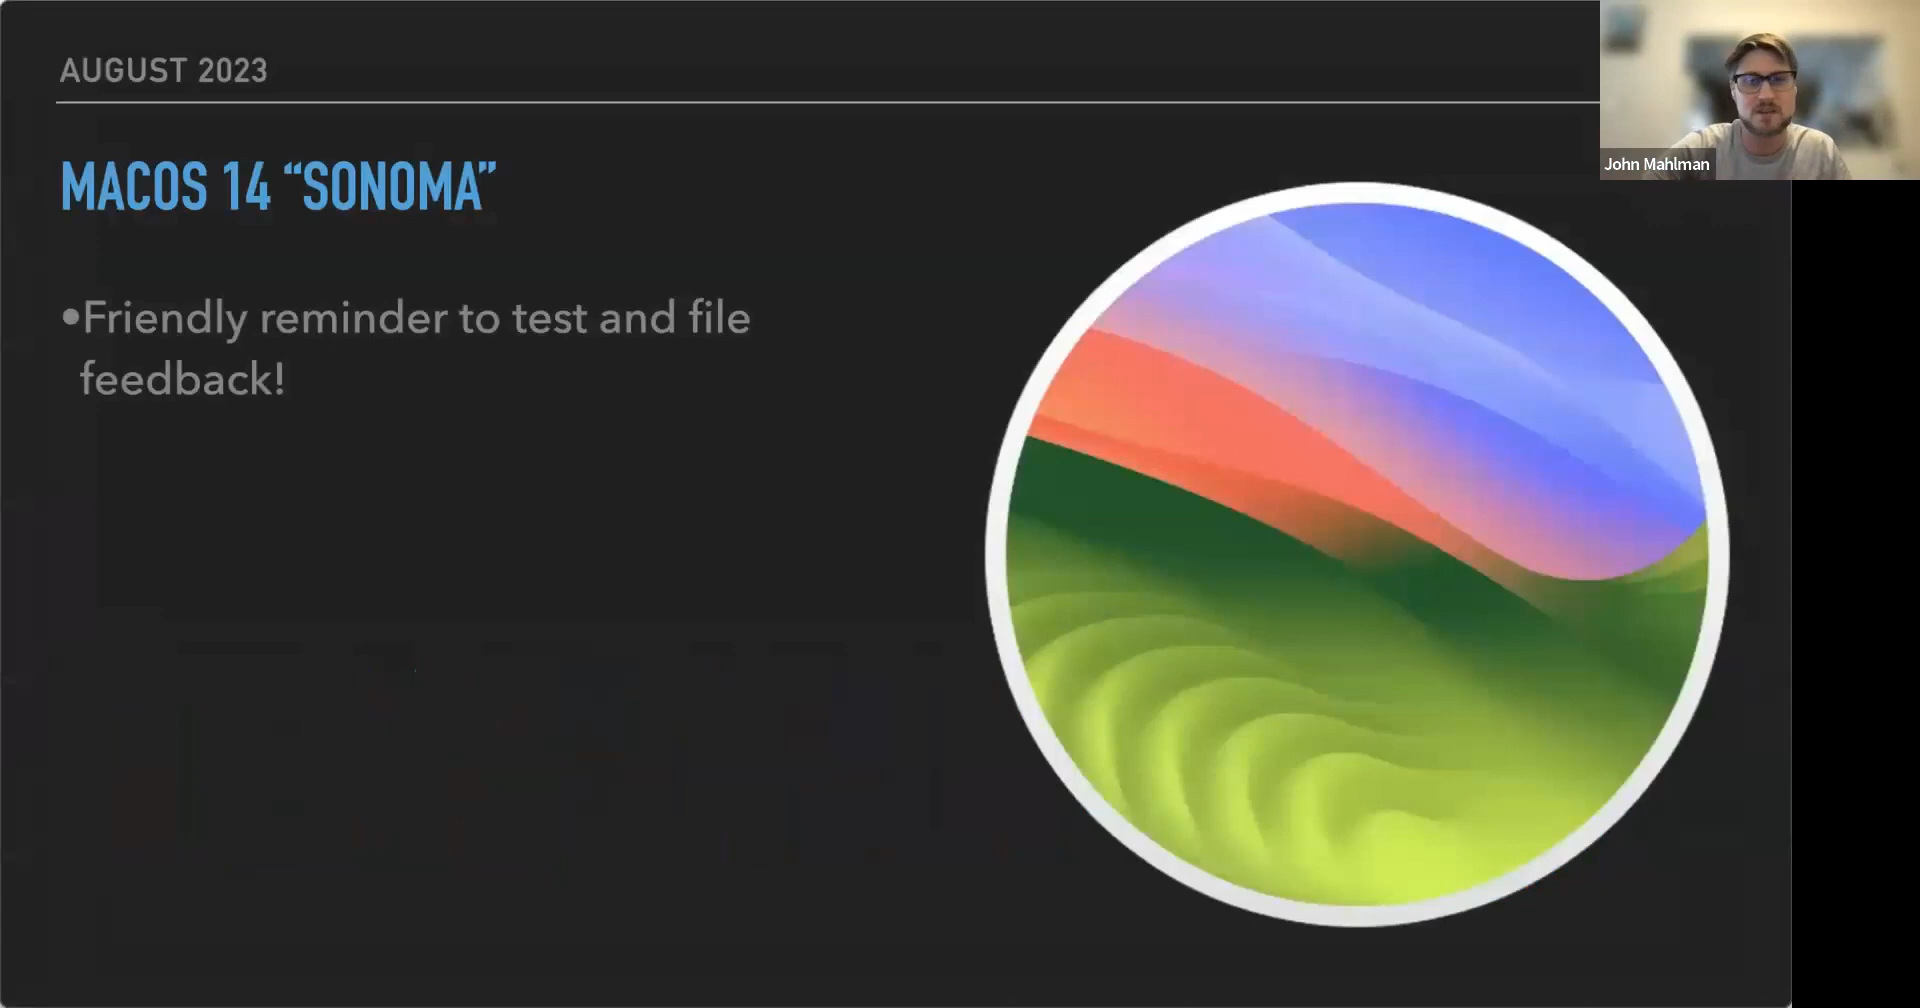 AUGUST 2023
John Mahlman
MACOS 14 “SONOMA”
•Friendly reminder to test and file
feedback!